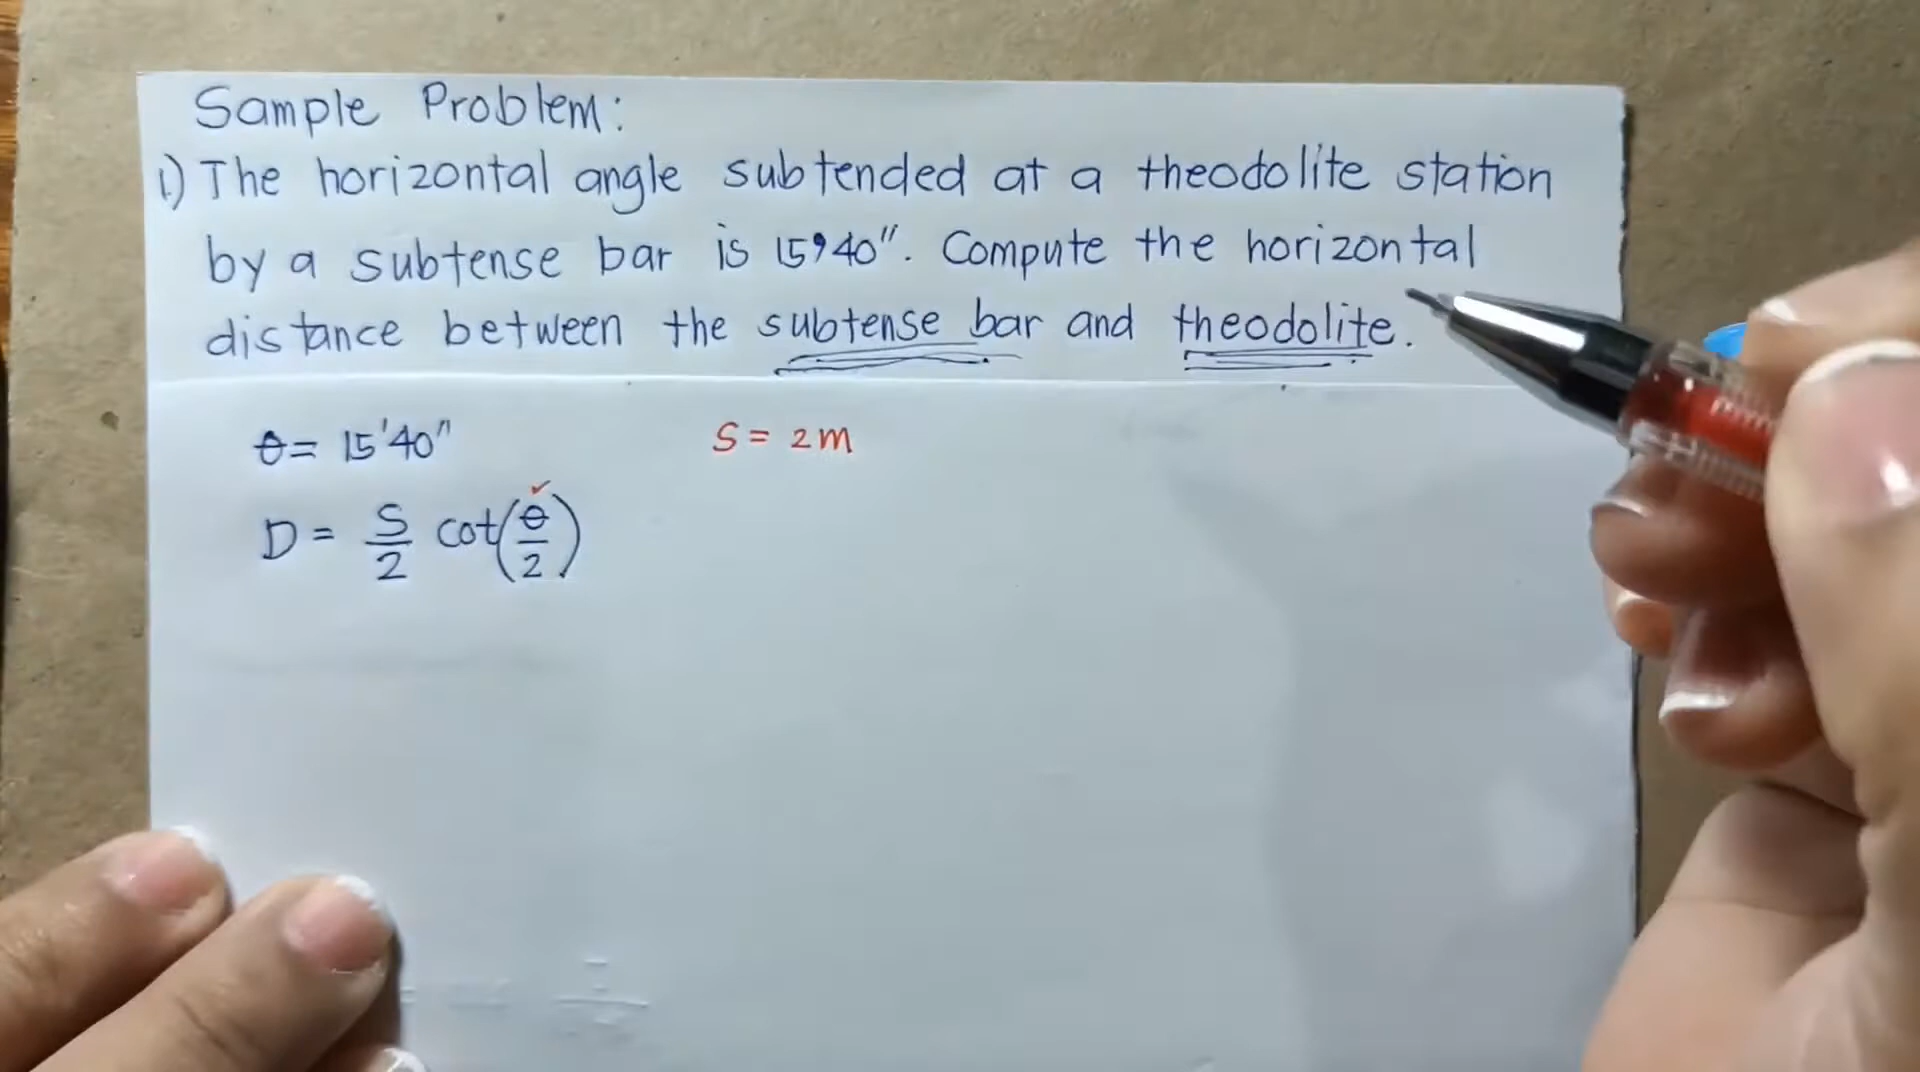 Sample Problem:
1.) The horizontal angle subtended at a theodolite station
by a subtense bar is 15'40". Compute the horizontal
distance between the subtense bar and theodolite.
θ = 15'40" S = 2m
D = S/2 cot(θ/2)